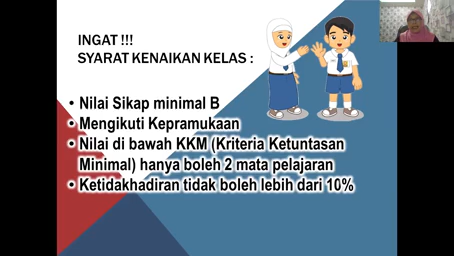 INGAT !!!
SYARAT KENAIKAN KELAS :
• Nilai Sikap minimal B
• Mengikuti Kepramukaan
• Nilai di bawah KKM (Kriteria Ketuntasan
Minimal) hanya boleh 2 mata pelajaran
• Ketidakhadiran tidak boleh lebih dari 10%